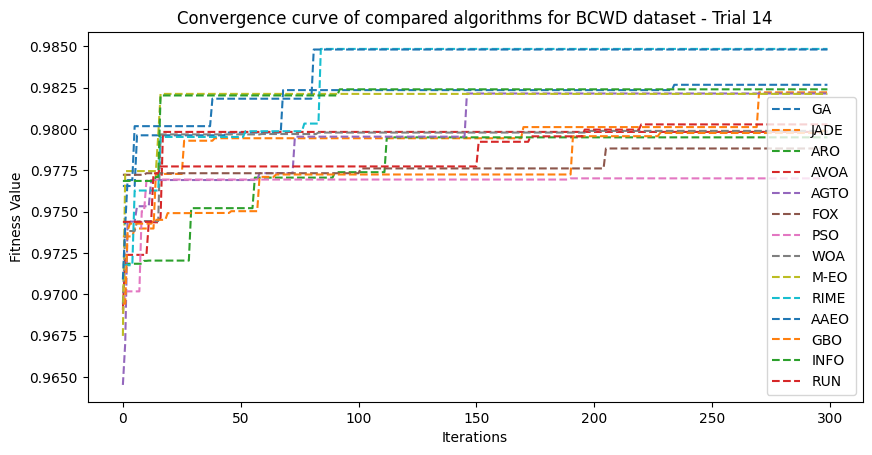 Convergence curve of compared algorithms for BCWD dataset - Trial 14
Fitness Value
0.9850
0.9825
0.9800
0.9775
0.9750
0.9725
0.9700
0.9675
0.9650
GA
JADE
ARO
AVOA
AGTO
FOX
PSO
WOA
M-EO
RIME
AAEO
GBO
INFO
RUN
0 50 100 150 200 250 300
Iterations